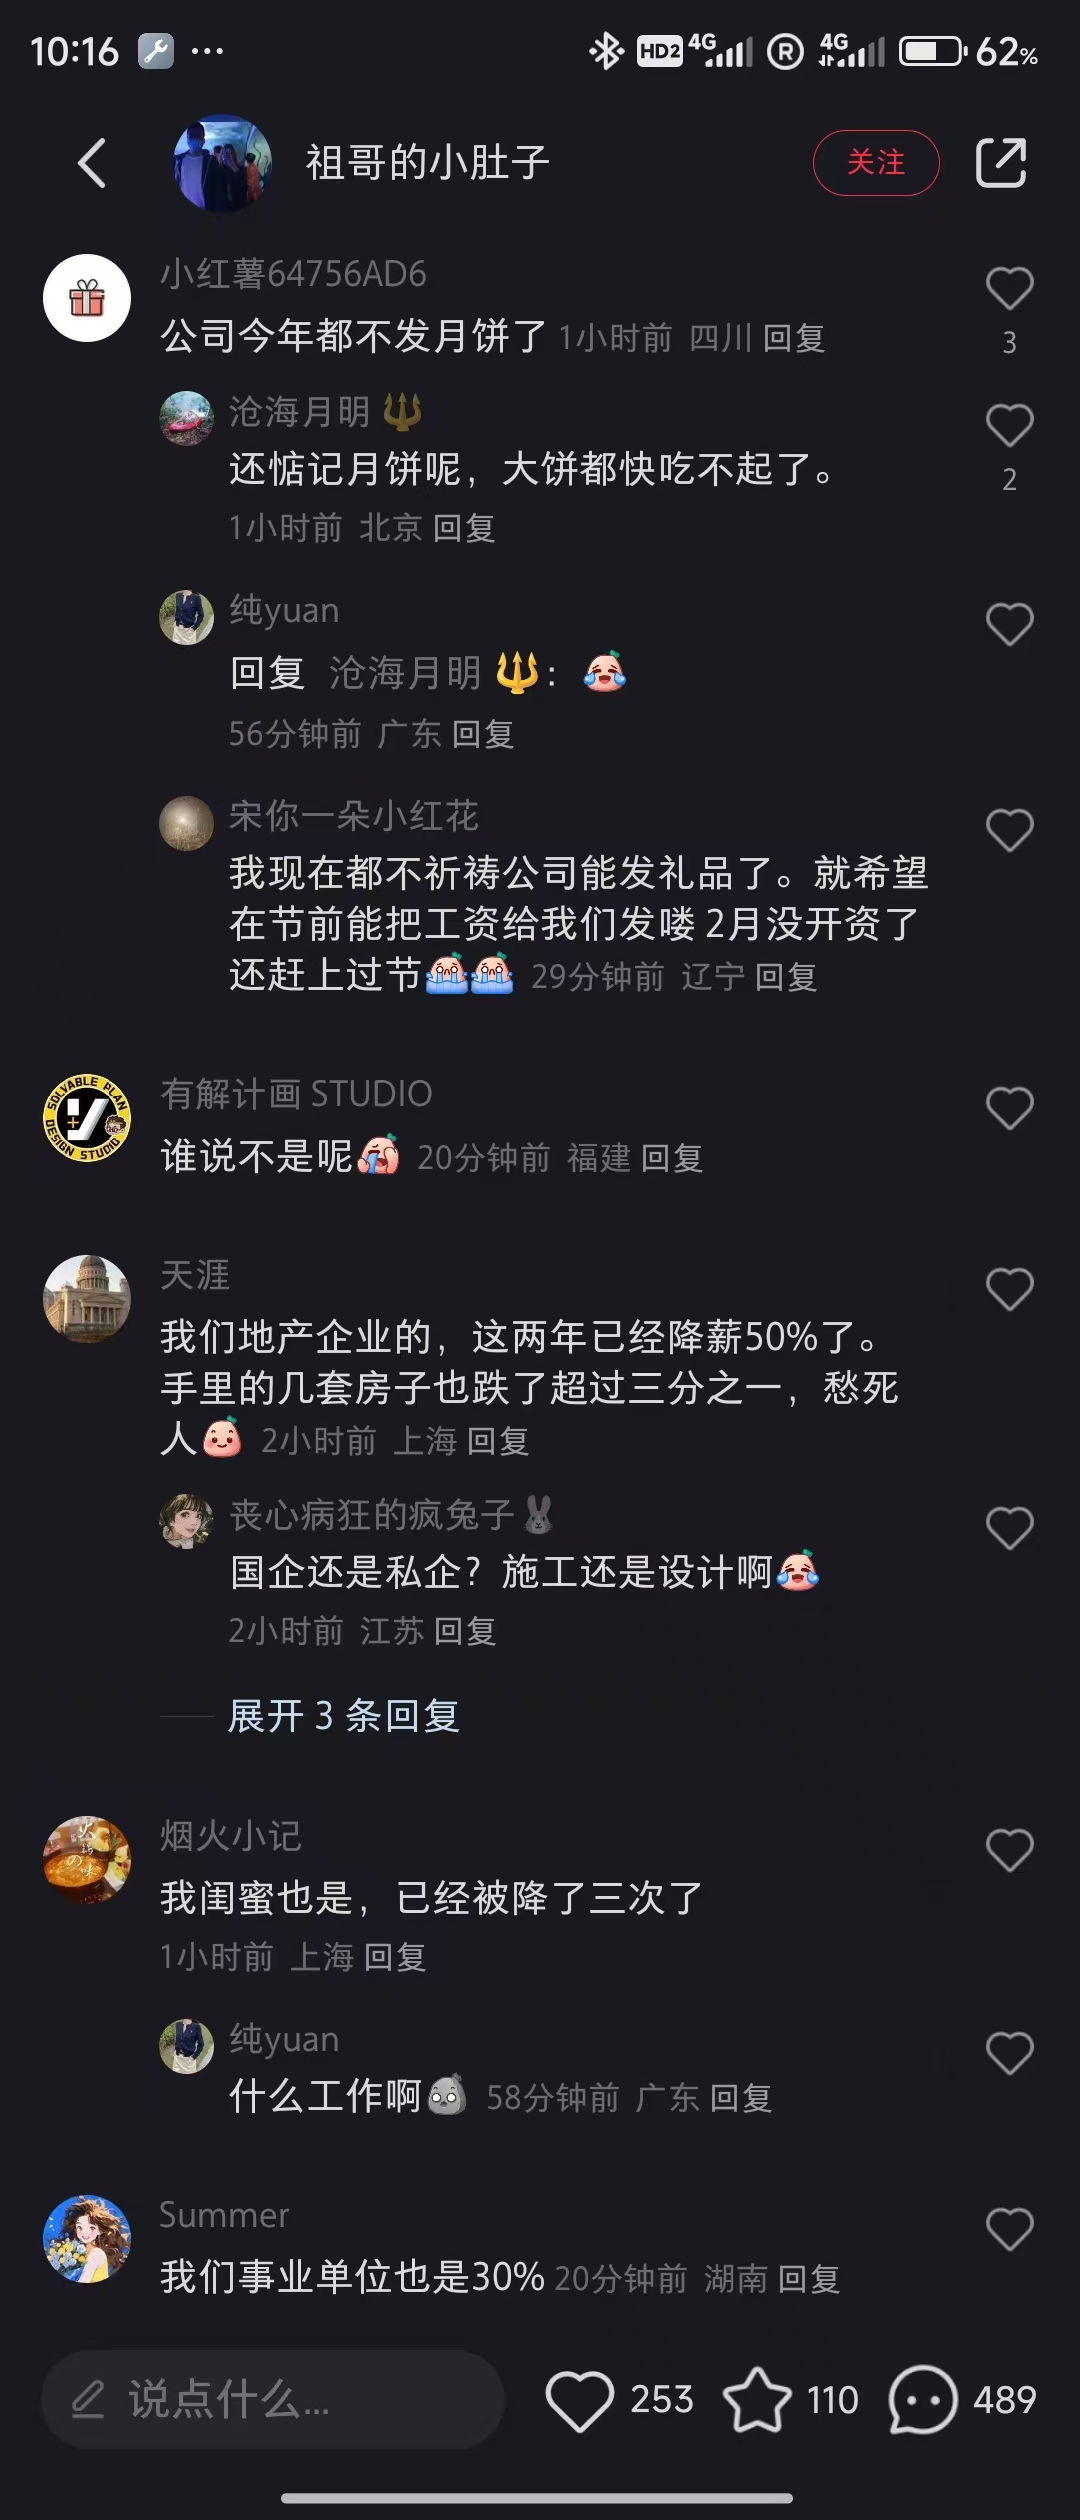 10:16 ... HD2 4G R 4G 62%
祖哥的小肚子 关注
小红薯64756AD6
公司今年都不发月饼了 1小时前 四川 回复
3
沧海月明🔱
还惦记月饼呢，大饼都快吃不起了。
2
1小时前 北京 回复
纯yuan
回复 沧海月明🔱：
56分钟前 广东 回复
宋你一朵小红花
我现在都不祈祷公司能发礼品了。就希望
在节前能把工资给我们发喽 2月没开资了
还赶上过节 29分钟前 辽宁 回复
SOLVABLE PLAN
DESIGN STUDIO
有解计画 STUDIO
谁说不是呢 20分钟前 福建 回复
天涯
我们地产企业的，这两年已经降薪50%了。
手里的几套房子也跌了超过三分之一，愁死
人 2小时前 上海 回复
丧心病狂的疯兔子🐰
国企还是私企？施工还是设计啊
2小时前 江苏 回复
展开 3 条回复
烟火小记
我闺蜜也是，已经被降了三次了
1小时前 上海 回复
纯yuan
什么工作啊 58分钟前 广东 回复
Summer
我们事业单位也是30% 20分钟前 湖南 回复
说点什么... 253 110 489